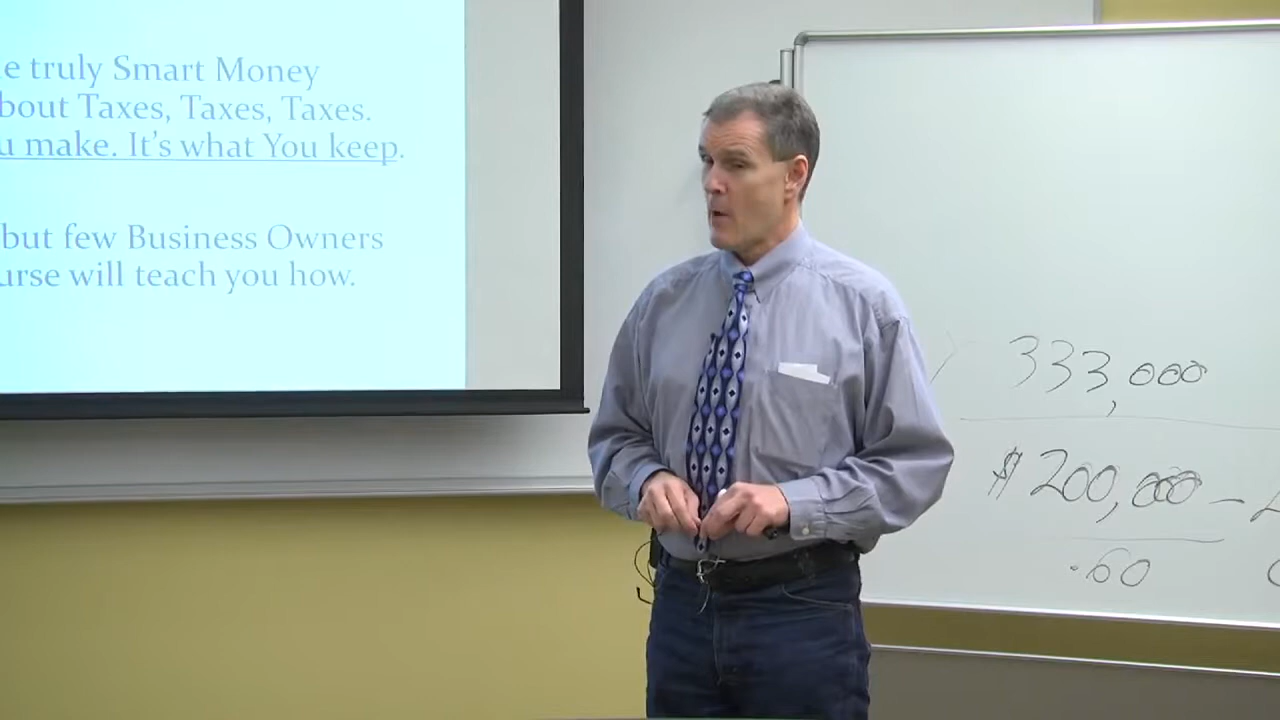 e truly Smart Money
bout Taxes, Taxes, Taxes.
u make. It's what You keep.
but few Business Owners
urse will teach you how.
333,000
$200,000 –
.60